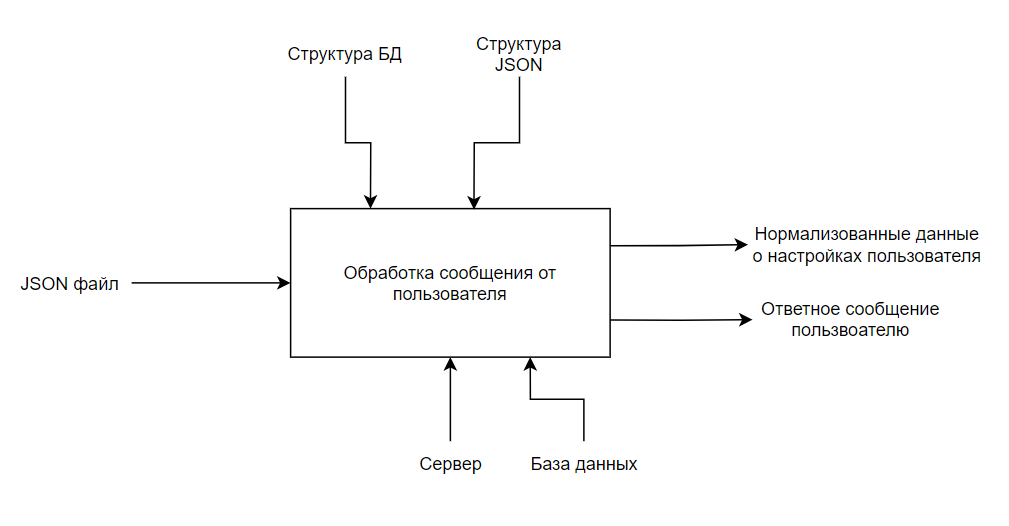 Структура БД
Структура
JSON
Нормализованные данные
о настройках пользователя
Обработка сообщения от
пользователя
JSON файл
Ответное сообщение
пользвоателю
Сервер
База данных